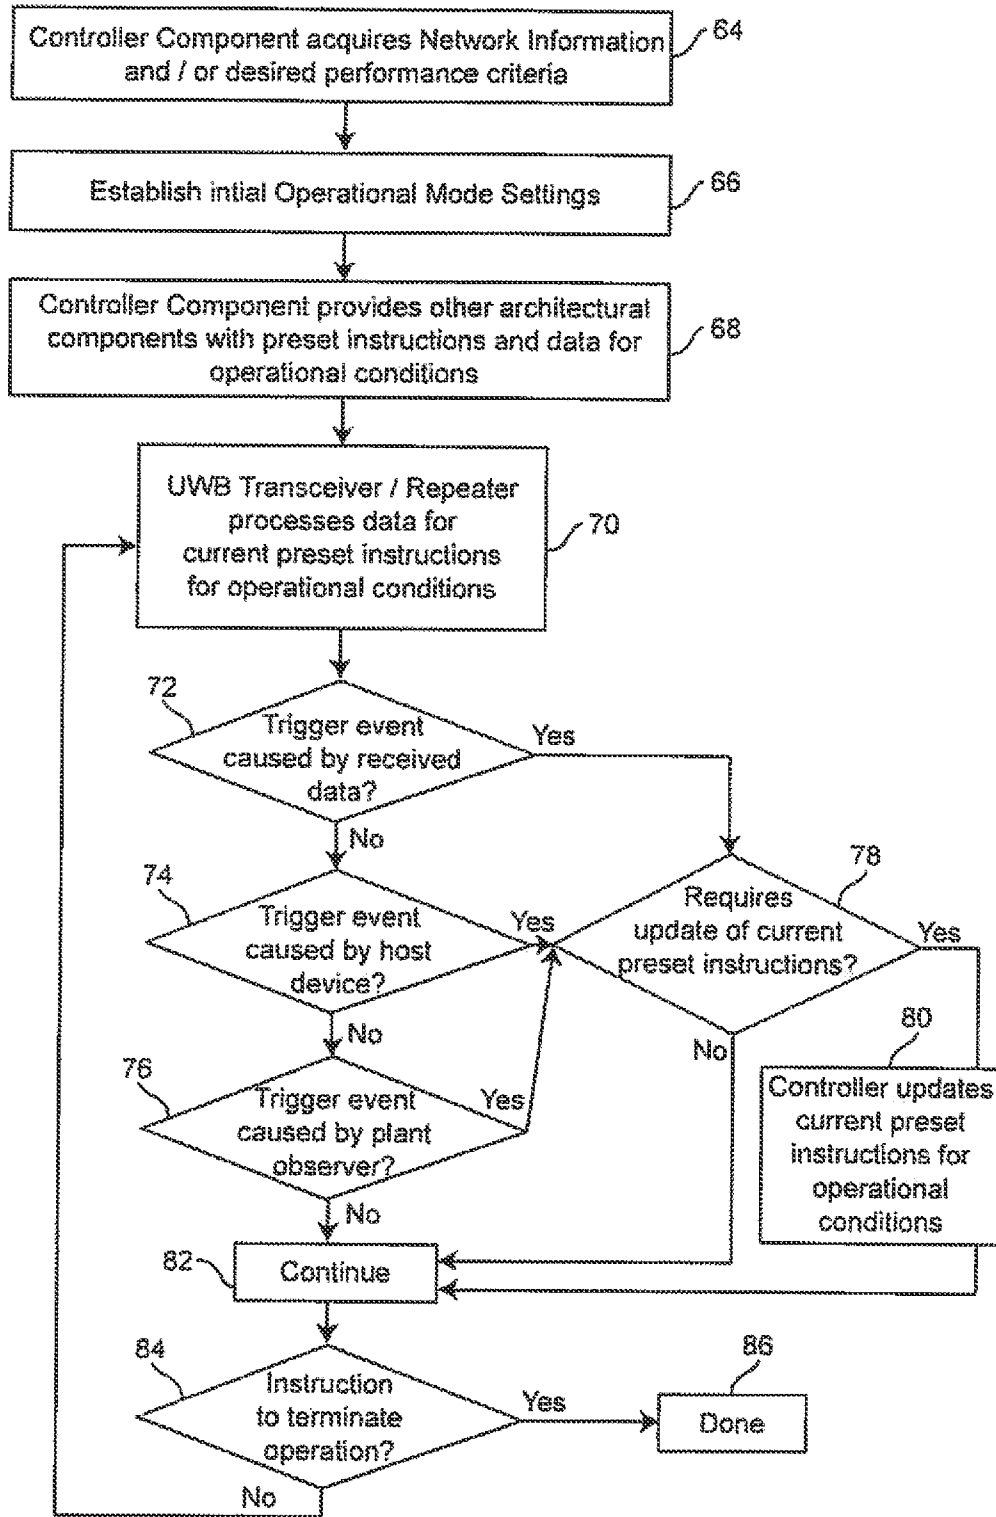 Controller Component acquires Network Information
and / or desired performance criteria
64
Establish intial Operational Mode Settings
66
Controller Component provides other architectural
components with preset instructions and data for
operational conditions
68
UWB Transceiver / Repeater
processes data for
current preset instructions
for operational conditions
70
72
Trigger event
caused by received
data?
Yes
No
74
Trigger event
caused by host
device?
Yes
No
78
Requires
update of current
preset instructions?
Yes
No
76
Trigger event
caused by plant
observer?
Yes
No
80
Controller updates
current preset
instructions for
operational
conditions
82
Continue
84
Instruction
to terminate
operation?
Yes
No
86
Done